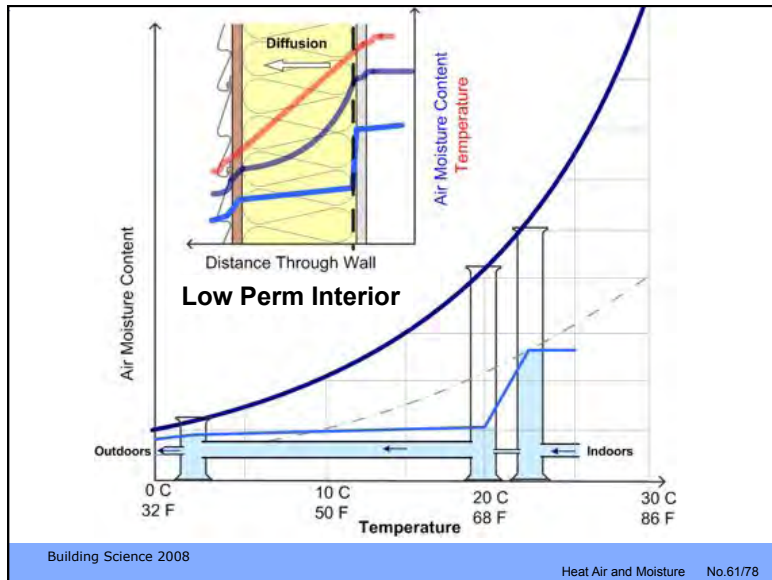 Diffusion
Air Moisture Content
Temperature
Distance Through Wall
Low Perm Interior
Air Moisture Content
Outdoors
Indoors
0 C
32 F
10 C
50 F
20 C
68 F
30 C
86 F
Temperature
Building Science 2008
Heat Air and Moisture No.61/78